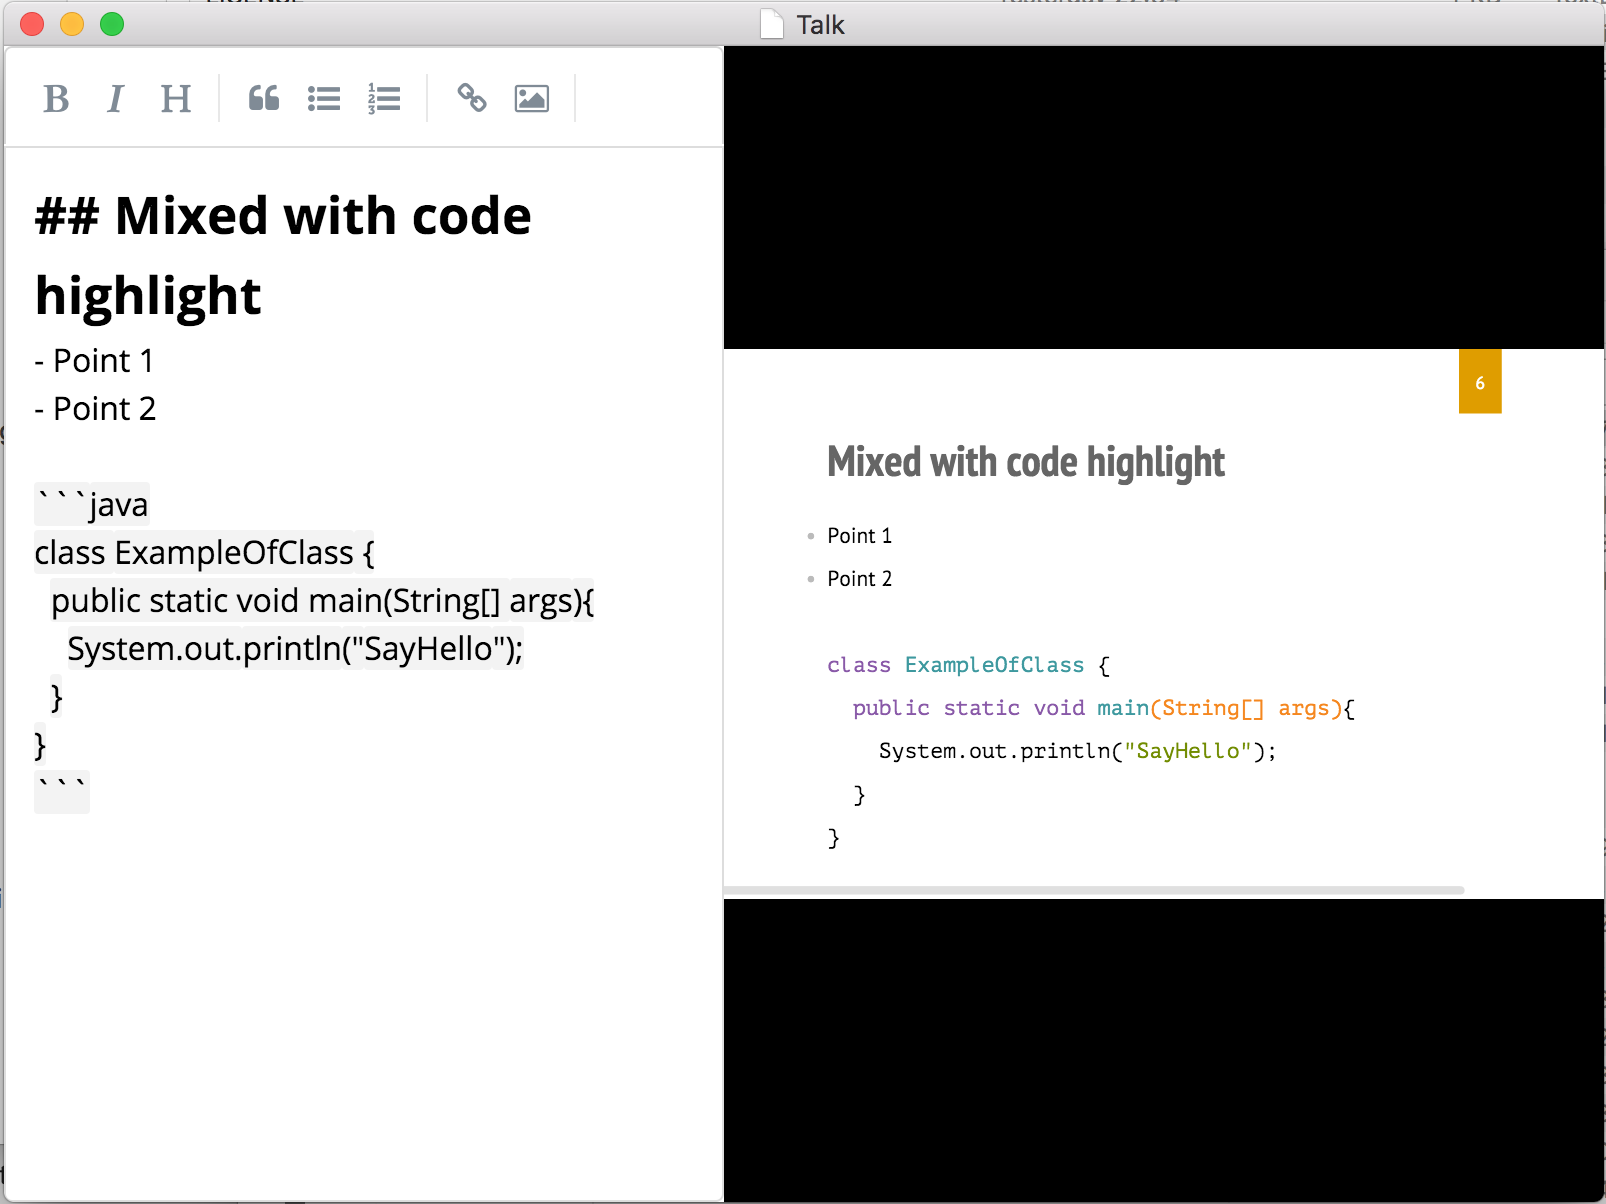 Talk
B I H
## Mixed with code
highlight
- Point 1
- Point 2
```java
class ExampleOfClass {
  public static void main(String[] args){
    System.out.println("SayHello");
  }
}
```
6
Mixed with code highlight
Point 1
Point 2
class ExampleOfClass {
  public static void main(String[] args){
    System.out.println("SayHello");
  }
}